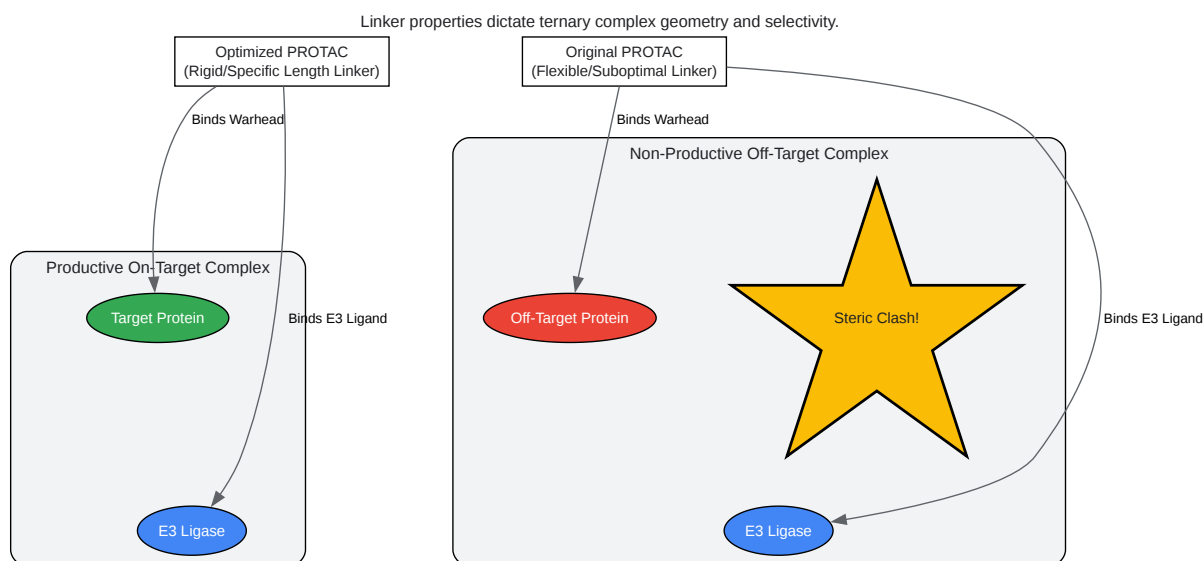 Linker properties dictate ternary complex geometry and selectivity.
Optimized PROTAC
(Rigid/Specific Length Linker)
Original PROTAC
(Flexible/Suboptimal Linker)
Binds Warhead
Binds Warhead
Non-Productive Off-Target Complex
Productive On-Target Complex
Target Protein
Binds E3 Ligand
Off-Target Protein
Steric Clash!
Binds E3 Ligand
E3 Ligase
E3 Ligase